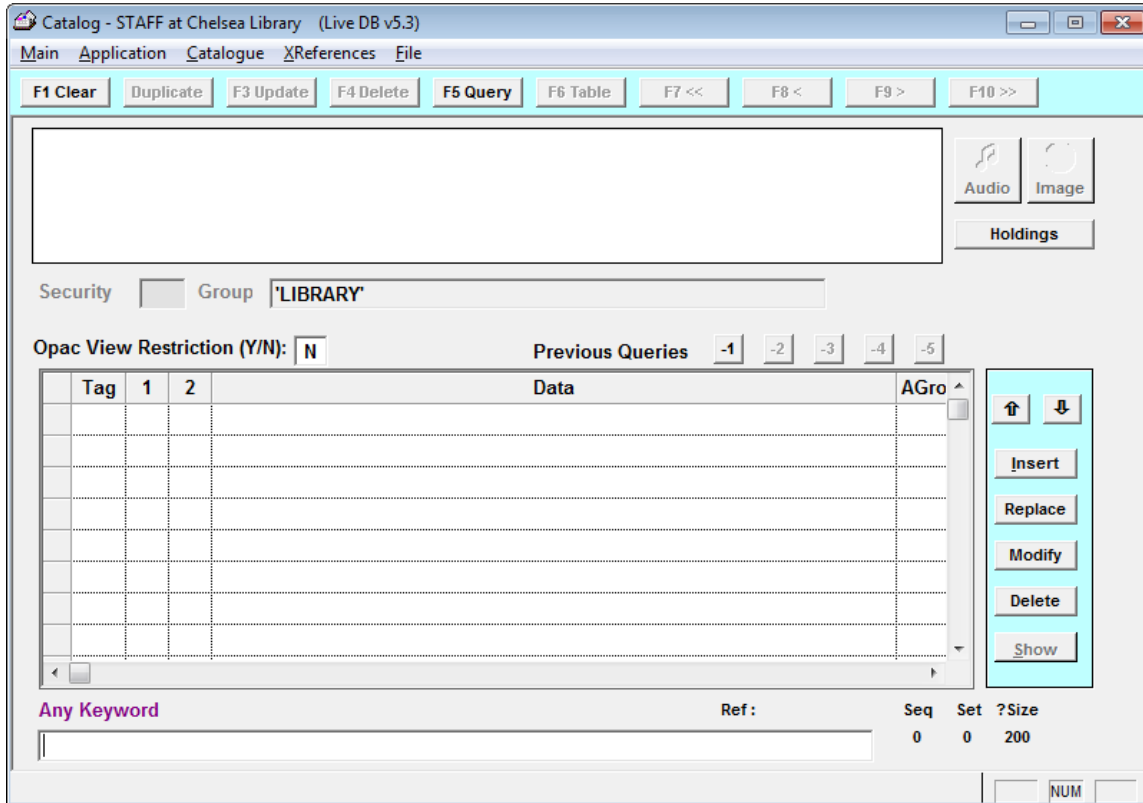 Catalog - STAFF at Chelsea Library (Live DB v5.3)
Main Application Catalogue XReferences File
F1 Clear Duplicate F3 Update F4 Delete F5 Query F6 Table F7 << F8 < F9 > F10 >>
Audio Image
Holdings
Security Group 'LIBRARY'
Opac View Restriction (Y/N): N Previous Queries -1 -2 -3 -4 -5
Tag 1 2 Data AGro
Insert
Replace
Modify
Delete
Show
Any Keyword Ref : Seq Set ?Size
0 0 200
NUM